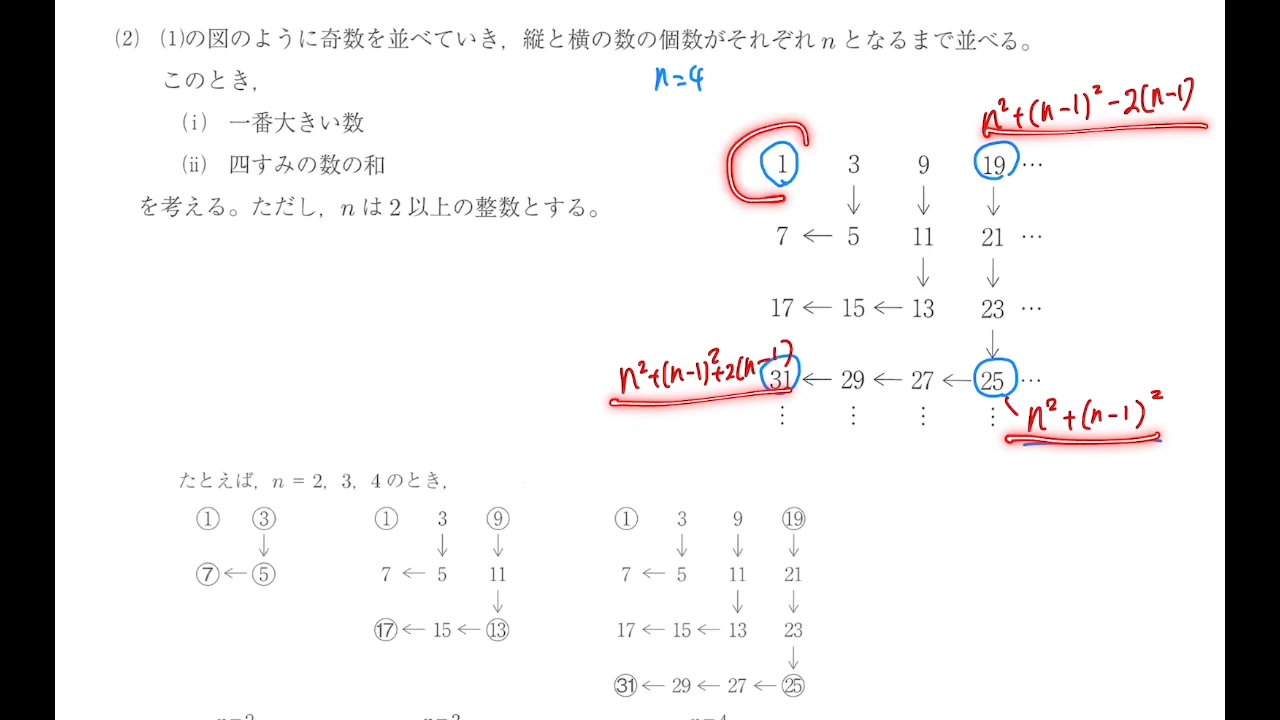 (2) (1)の図のように奇数を並べていき，縦と横の数の個数がそれぞれ n となるまで並べる。
このとき，
n=4
(i) 一番大きい数
n²+(n-1)²-2(n-1)
(ii) 四すみの数の和
1 3 9 19 …
↓ ↓ ↓
を考える。ただし，n は 2 以上の整数とする。
7 ← 5 11 21 …
↓ ↓
17 ← 15 ← 13 23 …
↓
n²+(n-1)²+2(n-1)
31 ← 29 ← 27 ← 25 …
⋮ ⋮ ⋮ ⋮
n²+(n-1)²
たとえば，n = 2，3，4 のとき，
① ③ ① 3 ⑨ ① 3 9 ⑲
↓ ↓ ↓ ↓ ↓ ↓
⑦ ← ⑤ 7 ← 5 11 7 ← 5 11 21
↓ ↓ ↓
⑰ ← 15 ← ⑬ 17 ← 15 ← 13 23
↓
㉛ ← 29 ← 27 ← ㉕